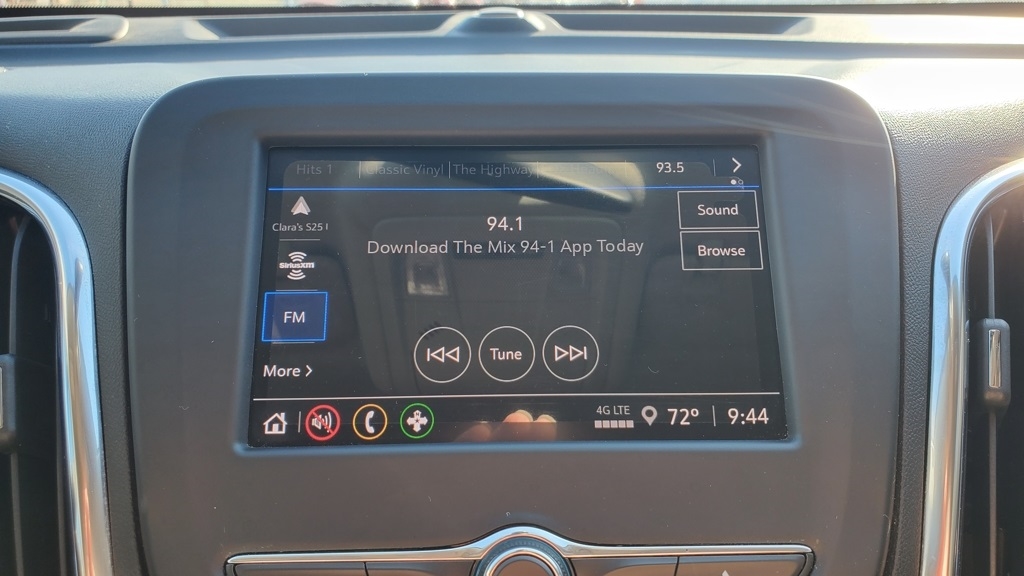 Hits 1 Classic Vinyl The Highway 93.5
Clara's S25
94.1
Download The Mix 94-1 App Today
Sound
Browse
SiriusXM
FM
Tune
More
4G LTE 72° 9:44